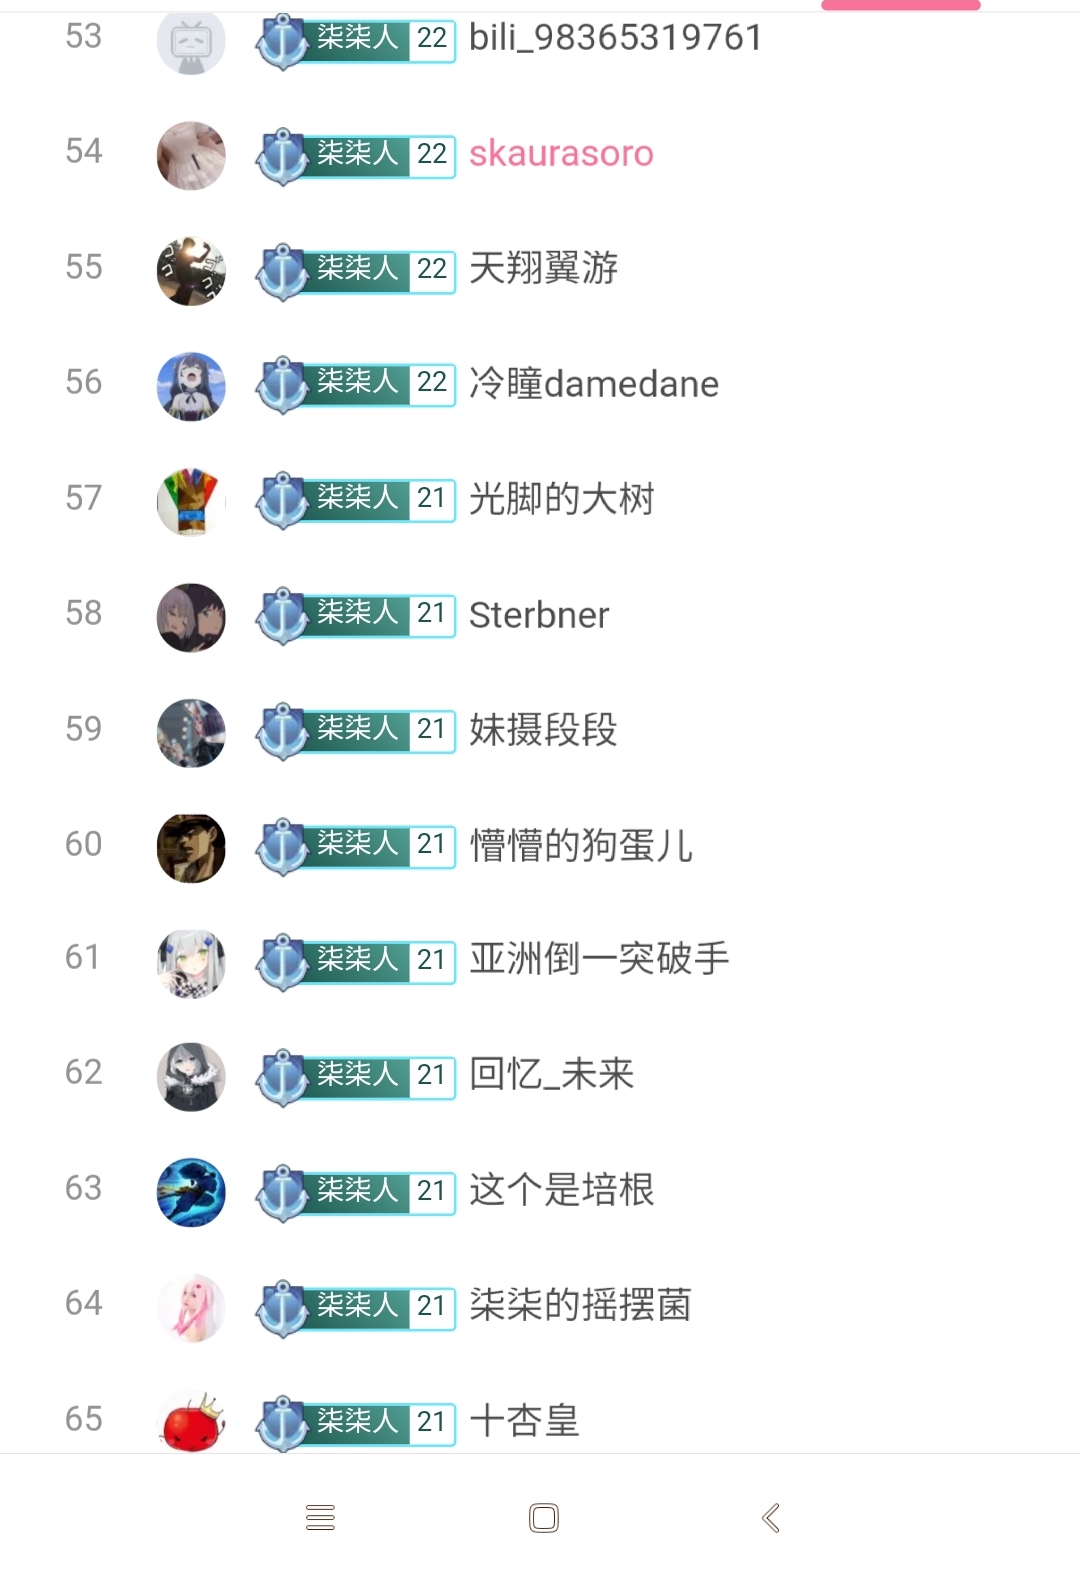 53 柒柒人 22 bili_98365319761
54 柒柒人 22 skaurasoro
55 柒柒人 22 天翔翼游
56 柒柒人 22 冷瞳damedane
57 柒柒人 21 光脚的大树
58 柒柒人 21 Sterbner
59 柒柒人 21 妹摄段段
60 柒柒人 21 懵懵的狗蛋儿
61 柒柒人 21 亚洲倒一突破手
62 柒柒人 21 回忆_未来
63 柒柒人 21 这个是培根
64 柒柒人 21 柒柒的摇摆菌
65 柒柒人 21 十杏皇